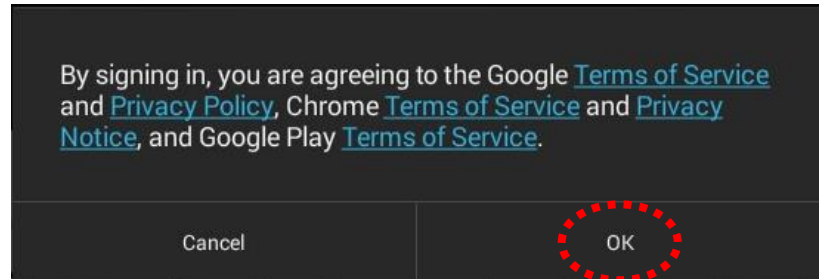 By signing in, you are agreeing to the Google Terms of Service
and Privacy Policy, Chrome Terms of Service and Privacy
Notice, and Google Play Terms of Service.
Cancel
OK